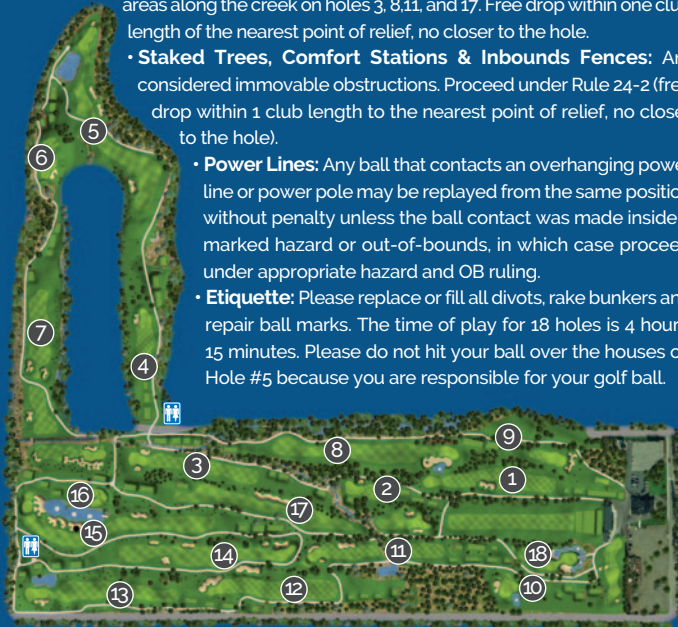 areas along the creek on holes 3, 8,11, and 17. Free drop within one clu
length of the nearest point of relief, no closer to the hole.
• Staked Trees, Comfort Stations & Inbounds Fences: Ar
considered immovable obstructions. Proceed under Rule 24-2 (fre
drop within 1 club length to the nearest point of relief, no close
to the hole).
• Power Lines: Any ball that contacts an overhanging powe
line or power pole may be replayed from the same positio
without penalty unless the ball contact was made inside
marked hazard or out-of-bounds, in which case procee
under appropriate hazard and OB ruling.
• Etiquette: Please replace or fill all divots, rake bunkers an
repair ball marks. The time of play for 18 holes is 4 hour
15 minutes. Please do not hit your ball over the houses o
Hole #5 because you are responsible for your golf ball.
5
6
7
4
9
8
3
1
2
16
17
15
11
14
18
12
10
13